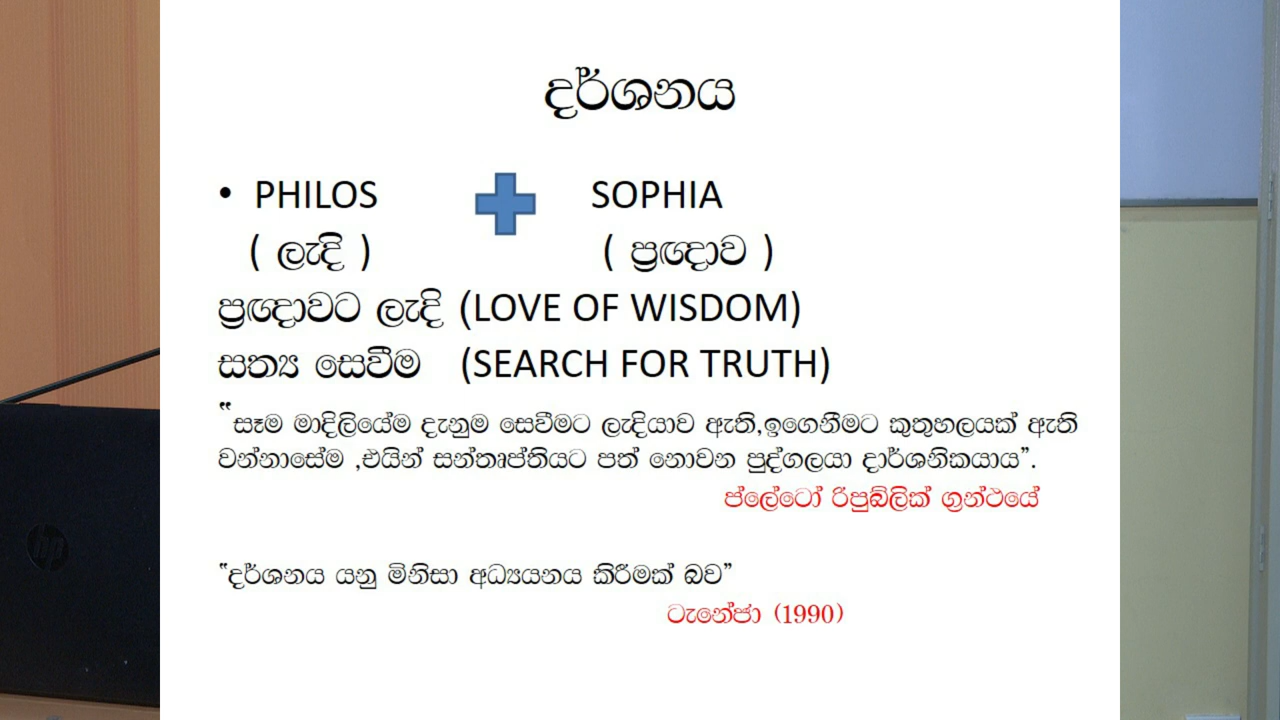 දර්ශනය
• PHILOS SOPHIA
( ලැදි ) ( ප්‍රඥාව )
ප්‍රඥාවට ලැදි (LOVE OF WISDOM)
සත්‍ය සෙවීම (SEARCH FOR TRUTH)
“සෑම මාදිලියේම දැනුම සෙවීමට ලැදියාව ඇති,ඉගෙනීමට කුතුහලයක් ඇති
වන්නාසේම ,එයින් සන්තෘප්තියට පත් නොවන පුද්ගලයා දාර්ශනිකයාය”.
ප්ලේටෝ රිපුබ්ලික් ග්‍රන්ථයේ
“දර්ශනය යනු මිනිසා අධ්‍යයනය කිරීමක් බව”
ටැනේජා (1990)
hp